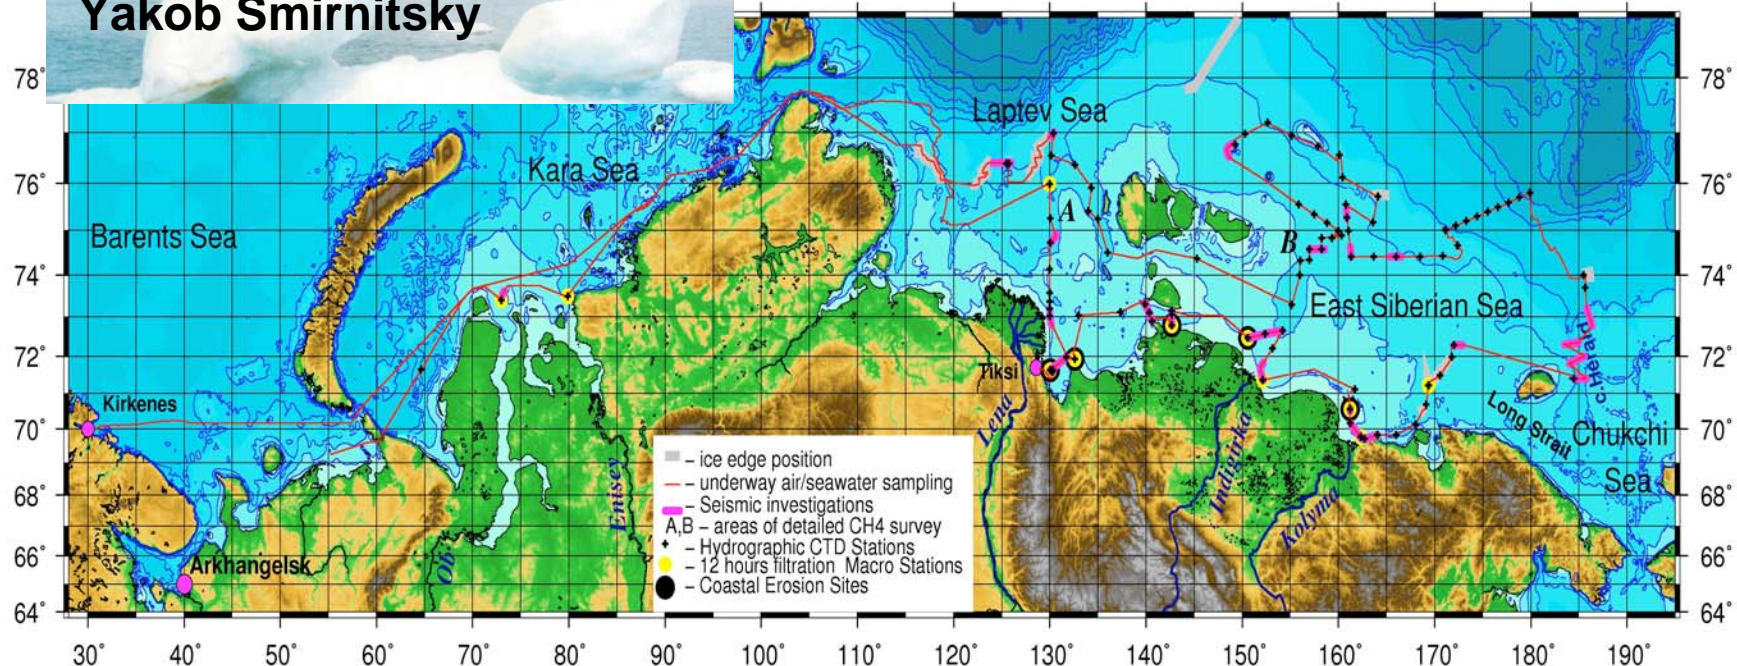 Yakob Smirnitsky
78° 78°
Laptev Sea
Kara Sea
76° 76°
A
Barents Sea
B
74° 74°
East Siberian Sea
72° 72°
Tiksi
c Herald
Kirkenes
Lena
Long Strait
70° 70°
Indigirka
Chukchi
Sea
– ice edge position
– underway air/seawater sampling
– Seismic investigations
A,B – areas of detailed CH4 survey
– Hydrographic CTD Stations
– 12 hours filtration Macro Stations
– Coastal Erosion Sites
68° 68°
Enisey
Kolyma
66° 66°
Arkhangelsk
Ob
64° 64°
30° 40° 50° 60° 70° 80° 90° 100° 110° 120° 130° 140° 150° 160° 170° 180° 190°